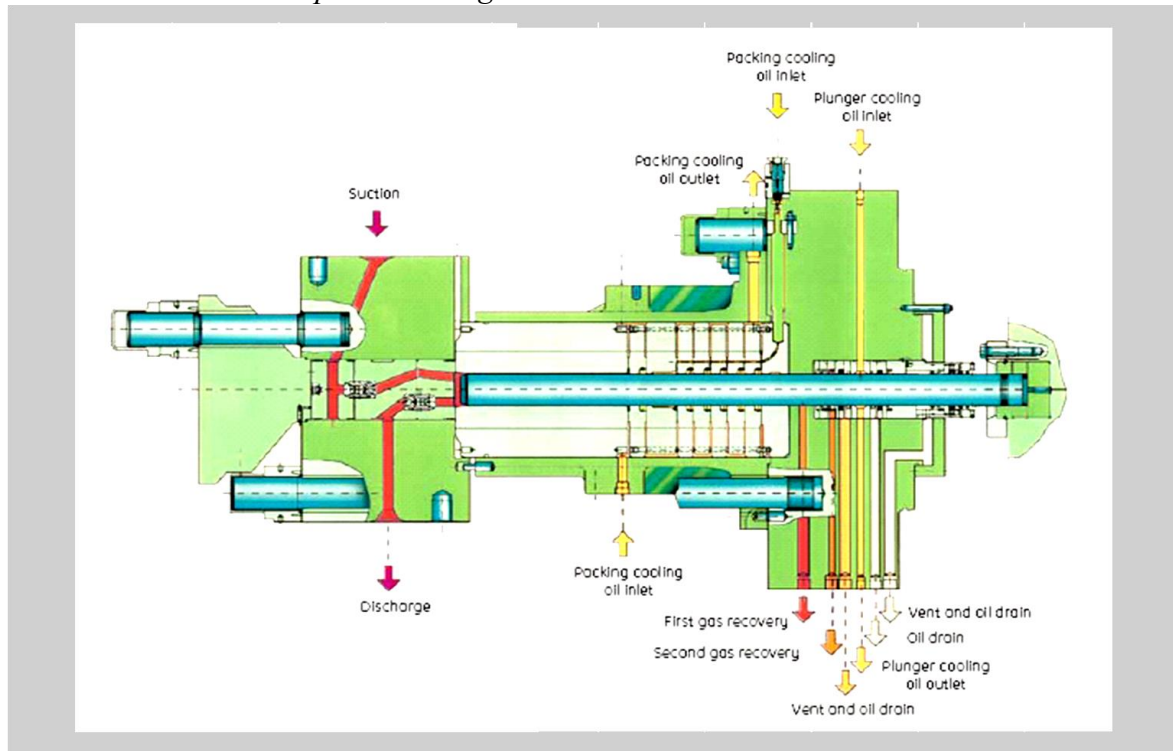 Packing cooling
oil inlet
Plunger cooling
oil inlet
Packing cooling
oil outlet
Suction
Packing cooling
oil inlet
Discharge
First gas recovery
Vent and oil drain
Oil drain
Second gas recovery
Plunger cooling
oil outlet
Vent and oil drain